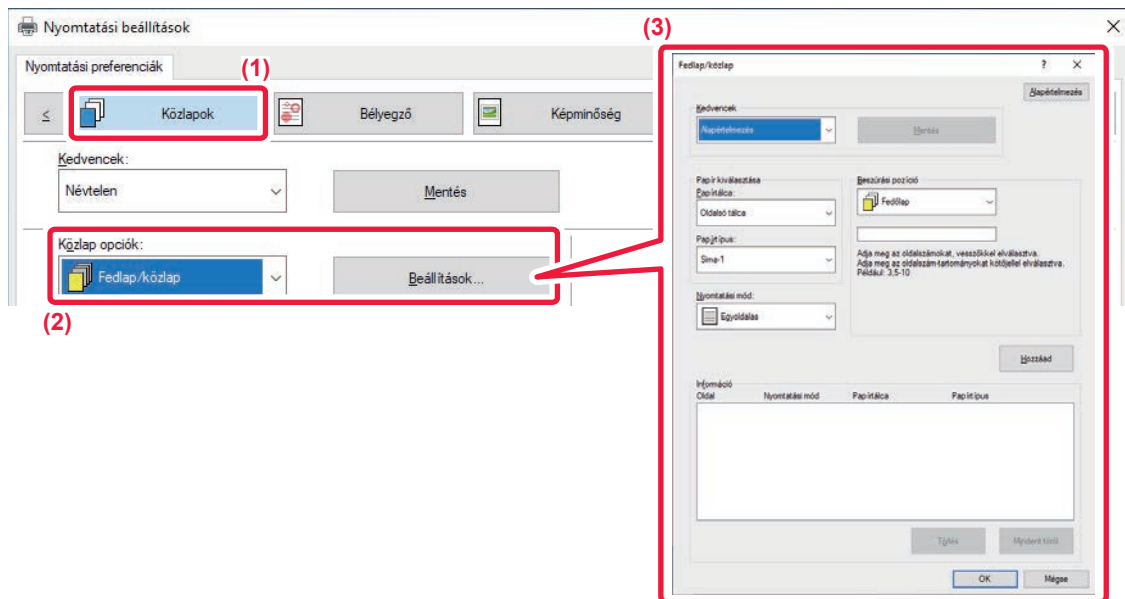 Nyomtatási beállítások
(3)
Nyomtatási preferenciák
(1)
≤
Közlapok
Bélyegző
Képminőség
Kedvencek:
Névtelen
Mentés
Közlap opciók:
Fedlap/közlap
Beállítások...
(2)
Fedlap/közlap
?
Alapértelmezés
Kedvencek
Alapértelmezés
Mentés
Papír kiválasztása
Beszúrási pozíció
Papírtálca:
Fedőlap
Oldalsó tálca
Papírtípus:
Sima-1
Adja meg az oldalszámokat, vesszőkkel elválasztva.
Adja meg az oldalszám-tartományokat kötőjellel elválasztva.
Például: 3,5-10
Nyomtatási mód:
Egyoldalas
Hozzáad
Információ
Oldal Nyomtatási mód Papírtálca Papírtípus
Törlés
Mindent töröl
OK
Mégse